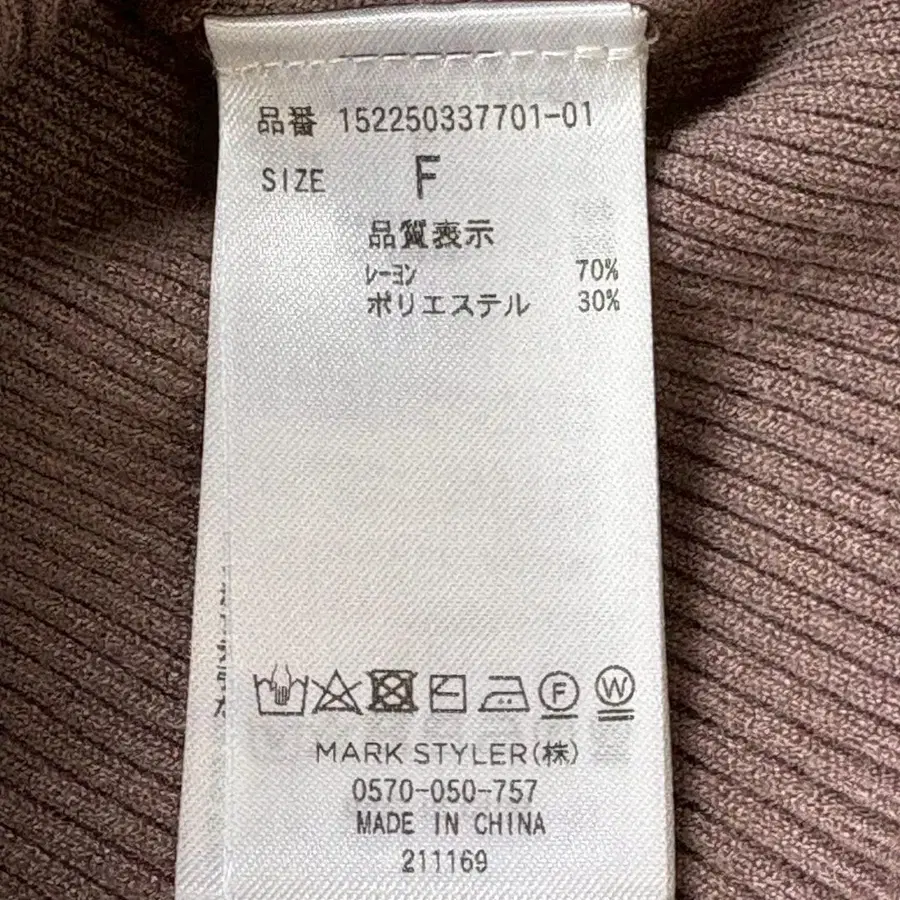 品番 152250337701-01
SIZE F
品質表示
レーヨン 70%
ポリエステル 30%
F W
MARK STYLER(株)
0570-050-757
MADE IN CHINA
211169